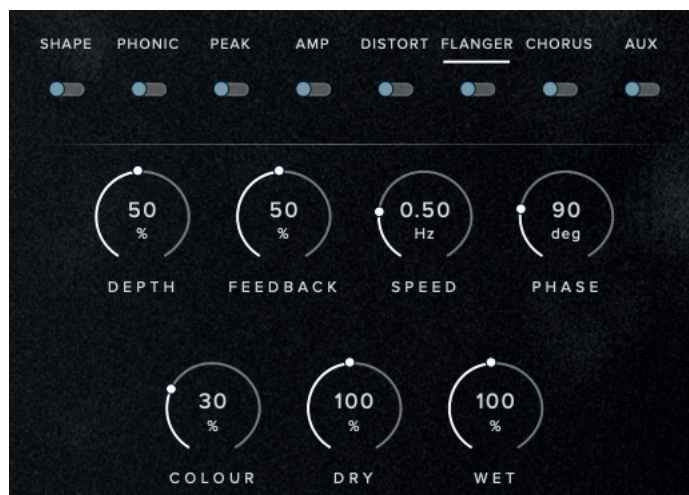 SHAPE PHONIC PEAK AMP DISTORT FLANGER CHORUS AUX
50 50 0.50 90
% % Hz deg
DEPTH FEEDBACK SPEED PHASE
30 100 100
% % %
COLOUR DRY WET